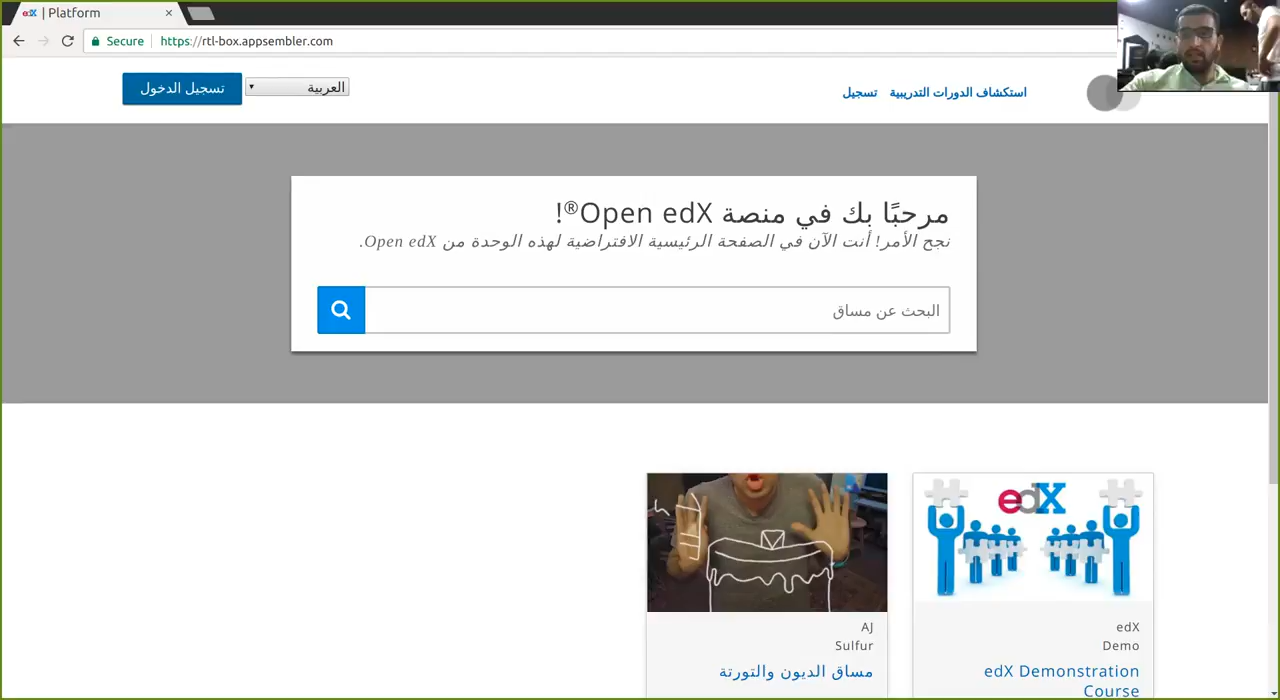 edX | Platform
Secure https://rtl-box.appsembler.com
استكشاف الدورات التدريبية تسجيل العربية تسجيل الدخول
مرحبًا بك في منصة Open edX®!
نجح الأمر! أنت الآن في الصفحة الرئيسية الافتراضية لهذه الوحدة من Open edX.
البحث عن مساق
edX
edX
Demo
edX Demonstration
Course
AJ
Sulfur
مساق الديون والتورتة